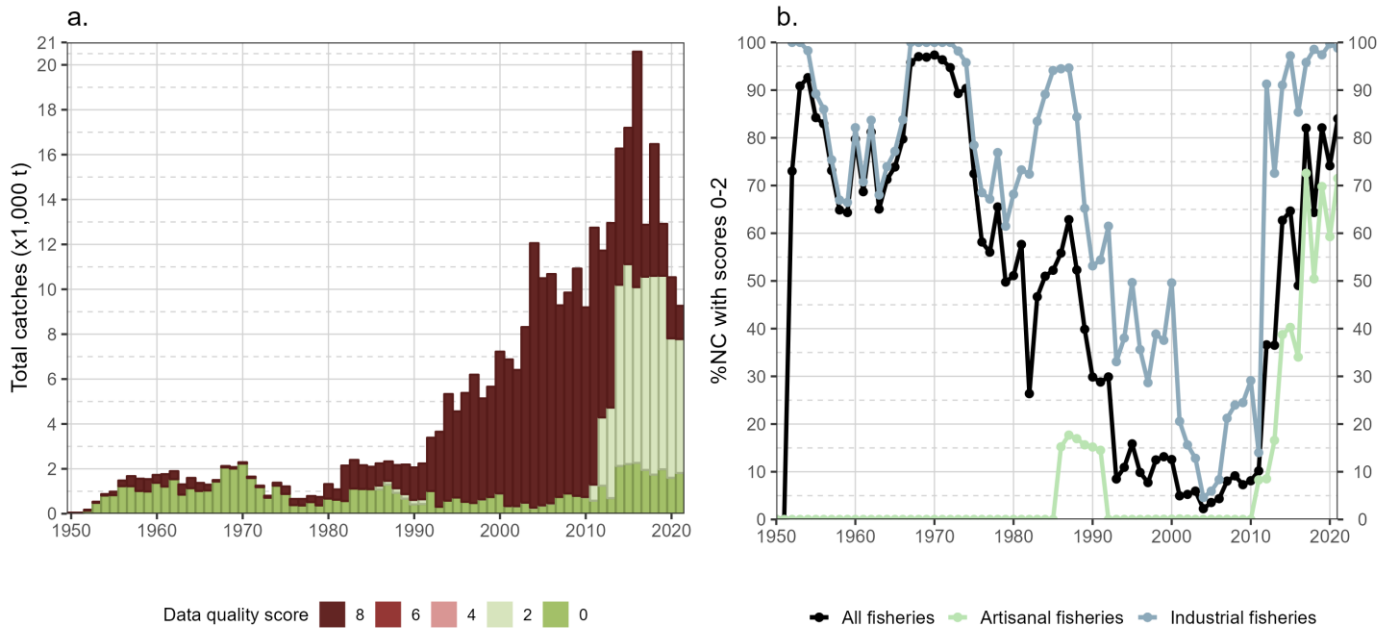 a.
Total catches (x1,000 t)
21
20
18
16
14
12
10
8
6
4
2
0
1950 1960 1970 1980 1990 2000 2010 2020
Data quality score 8 6 4 2 0
b.
%NC with scores 0-2
100 100
90 90
80 80
70 70
60 60
50 50
40 40
30 30
20 20
10 10
0 0
1950 1960 1970 1980 1990 2000 2010 2020
All fisheries Artisanal fisheries Industrial fisheries